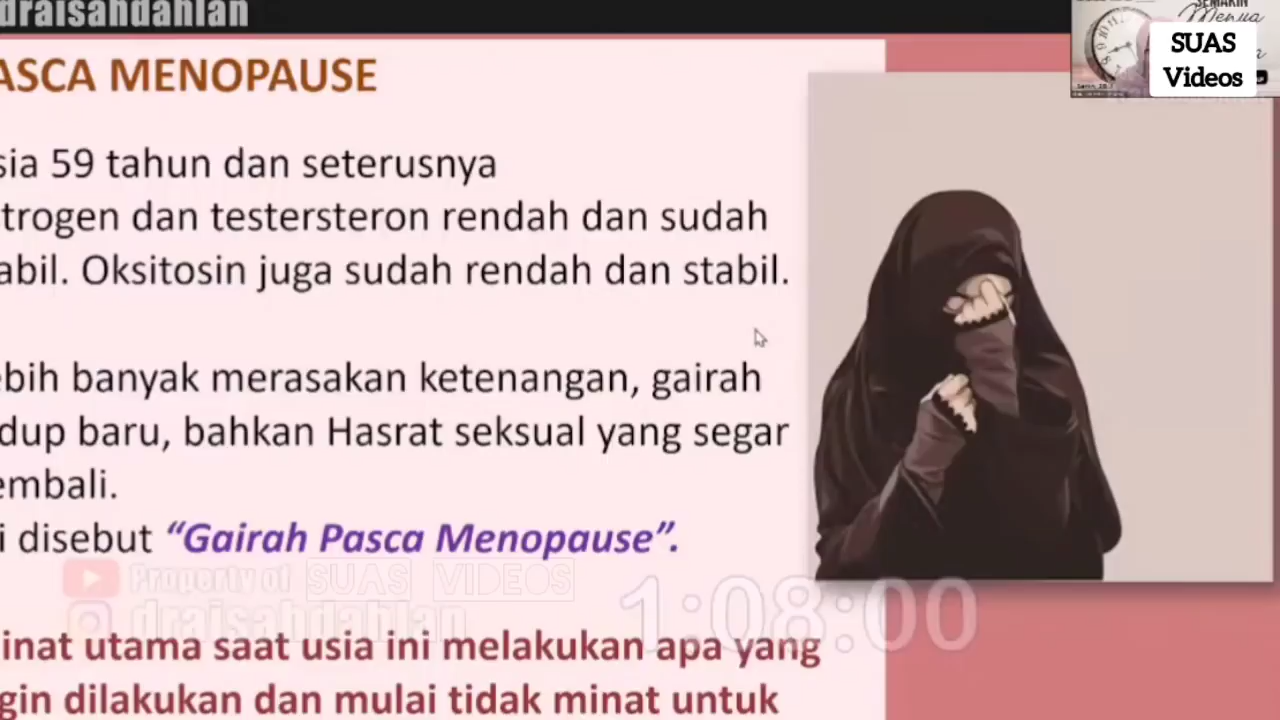 draisahdahlan
SEMAKIN
Menua
SUAS
Videos
ASCA MENOPAUSE
sia 59 tahun dan seterusnya
trogen dan testersteron rendah dan sudah
abil. Oksitosin juga sudah rendah dan stabil.
ebih banyak merasakan ketenangan, gairah
dup baru, bahkan Hasrat seksual yang segar
embali.
i disebut “Gairah Pasca Menopause”.
Property of SUAS VIDEOS
draisahdahlan
1:08:00
inat utama saat usia ini melakukan apa yang
gin dilakukan dan mulai tidak minat untuk